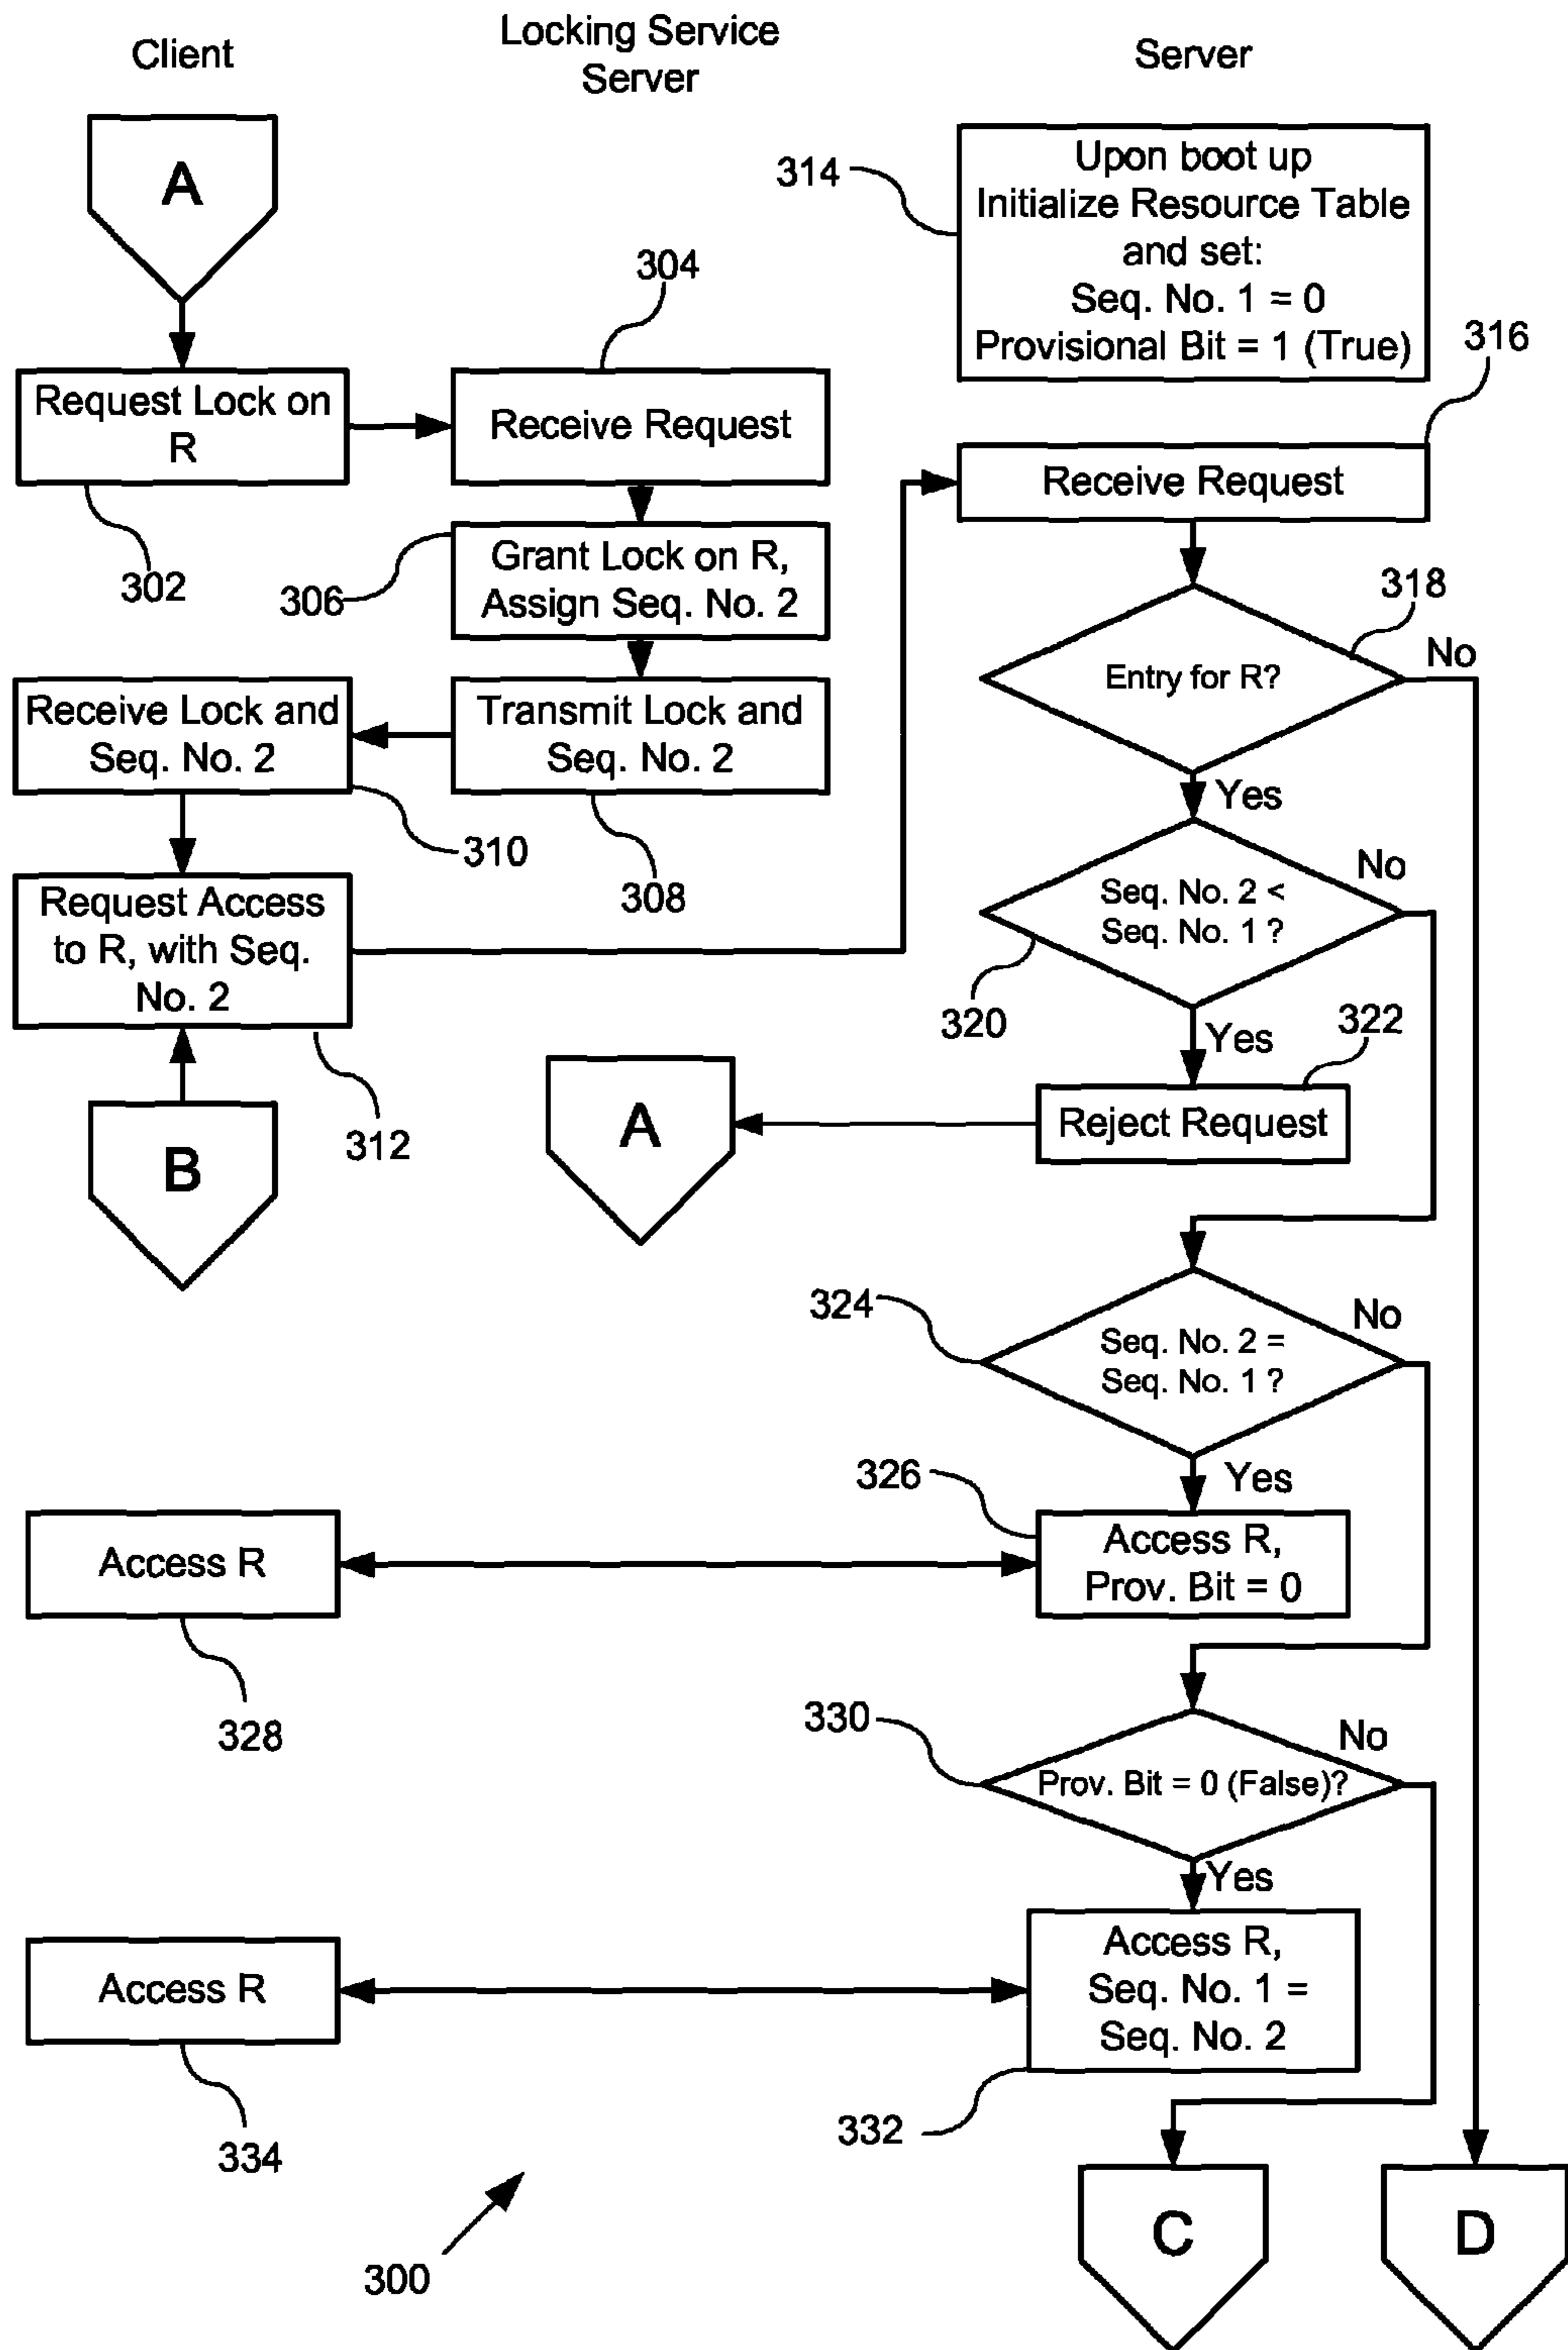 Client
Locking Service
Server
Server
A
314
Upon boot up
Initialize Resource Table
and set:
Seq. No. 1 = 0
Provisional Bit = 1 (True)
304
316
Request Lock on
R
Receive Request
Receive Request
302
306
Grant Lock on R,
Assign Seq. No. 2
318
Entry for R?
No
Receive Lock and
Seq. No. 2
Transmit Lock and
Seq. No. 2
Yes
310
308
Request Access
to R, with Seq.
No. 2
Seq. No. 2 <
Seq. No. 1 ?
No
320
Yes
322
312
B
A
Reject Request
324
Seq. No. 2 =
Seq. No. 1 ?
No
326
Yes
Access R
Access R,
Prov. Bit = 0
328
330
No
Prov. Bit = 0 (False)?
Yes
Access R
Access R,
Seq. No. 1 =
Seq. No. 2
334
332
300
C
D